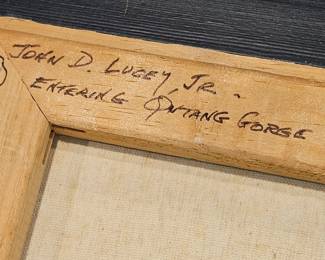 JOHN D. LUCEY, JR.
ENTERING QUTANG GORGE